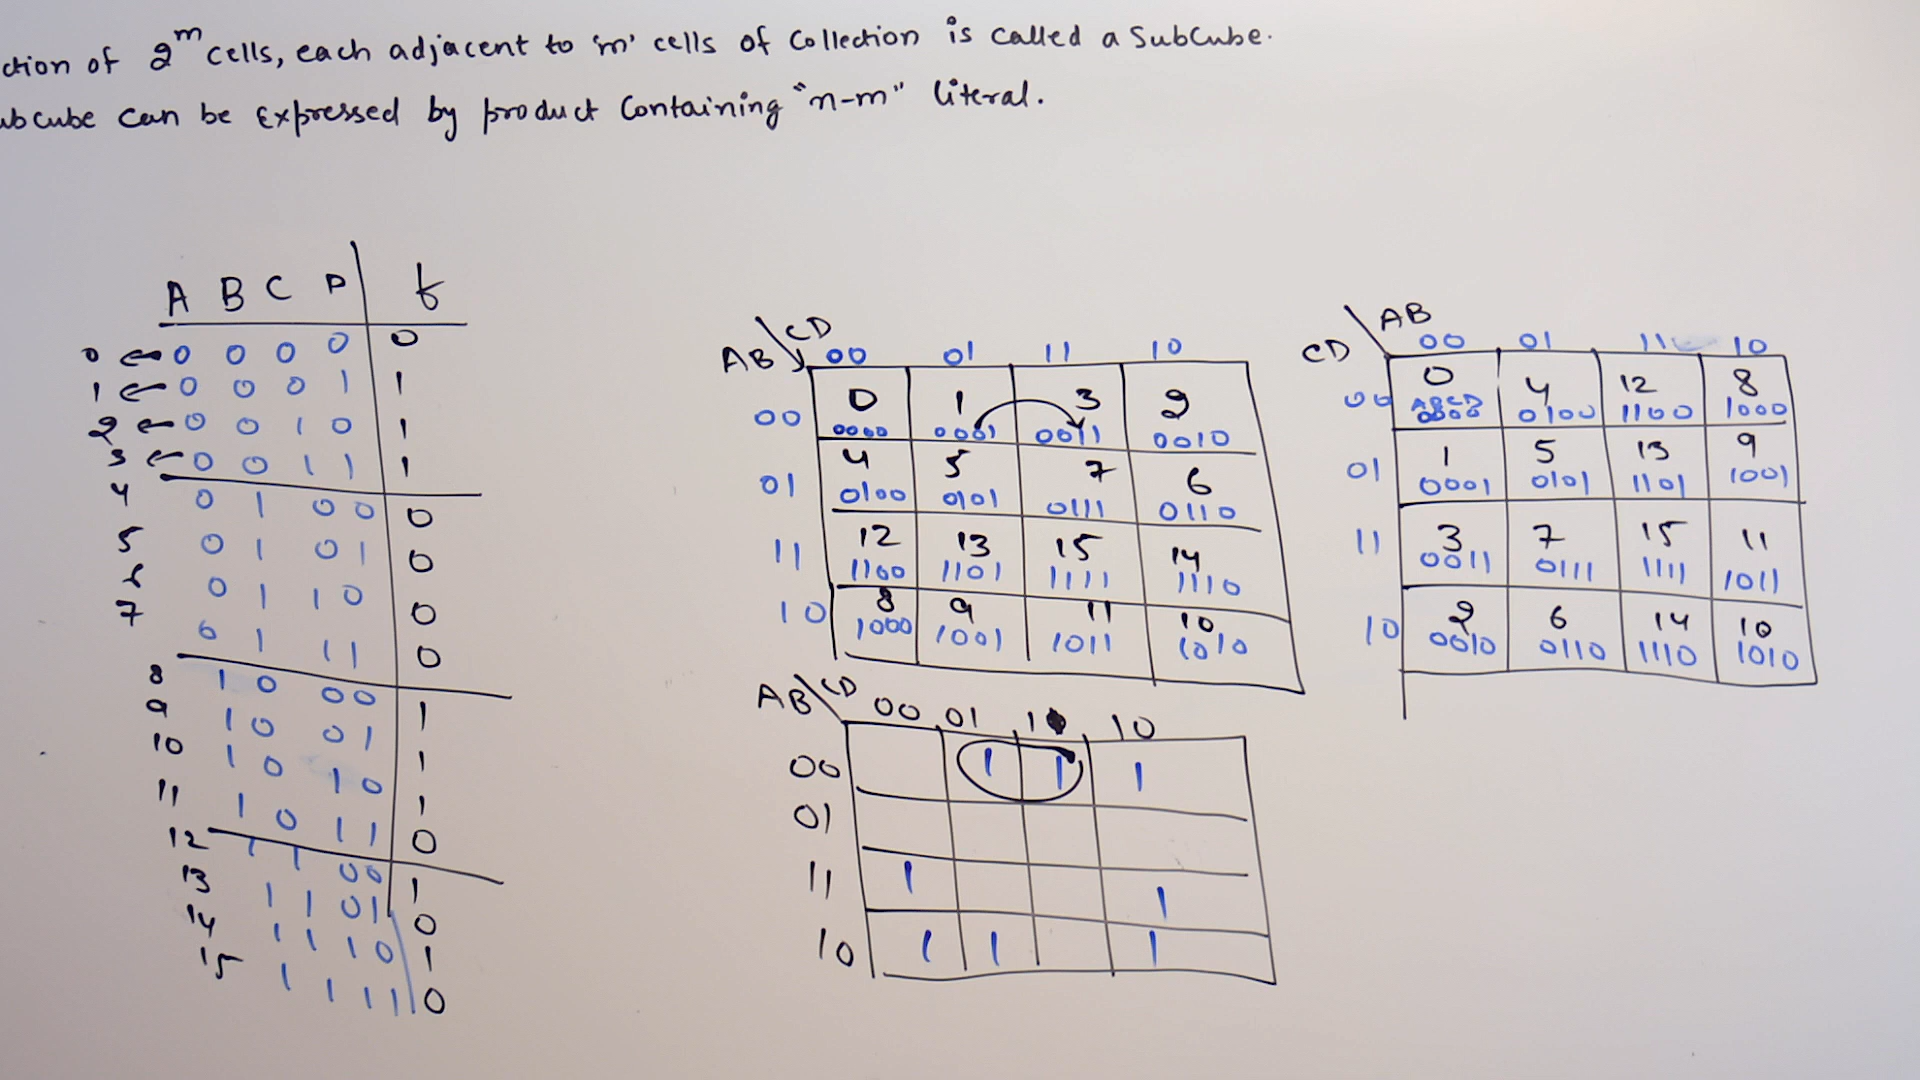 ction of 2^m cells, each adjacent to 'm' cells of Collection is called a SubCube.
ubcube can be Expressed by product Containing "n-m" literal.
A B C D f
0 ← 0 0 0 0 0
1 ← 0 0 0 1 1
2 ← 0 0 1 0 1
3 ← 0 0 1 1 1
4 0 1 0 0 0
5 0 1 0 1 0
6 0 1 1 0 0
7 0 1 1 1 0
8 1 0 0 0 1
9 1 0 0 1 1
10 1 0 1 0 1
11 1 0 1 1 0
12 1 1 0 0 1
13 1 1 0 1 0
14 1 1 1 0 1
15 1 1 1 1 0
CD
AB 00 01 11 10
00 0 1 3 2
0000 0001 0011 0010
01 4 5 7 6
0100 0101 0111 0110
11 12 13 15 14
1100 1101 1111 1110
10 8 9 11 10
1000 1001 1011 1010
AB
CD 00 01 11 10
00 0 4 12 8
ABCD
0000 0100 1100 1000
01 1 5 13 9
0001 0101 1101 1001
11 3 7 15 11
0011 0111 1111 1011
10 2 6 14 10
0010 0110 1110 1010
AB CD 00 01 11 10
00 1 1 1
01
11 1 1
10 1 1 1